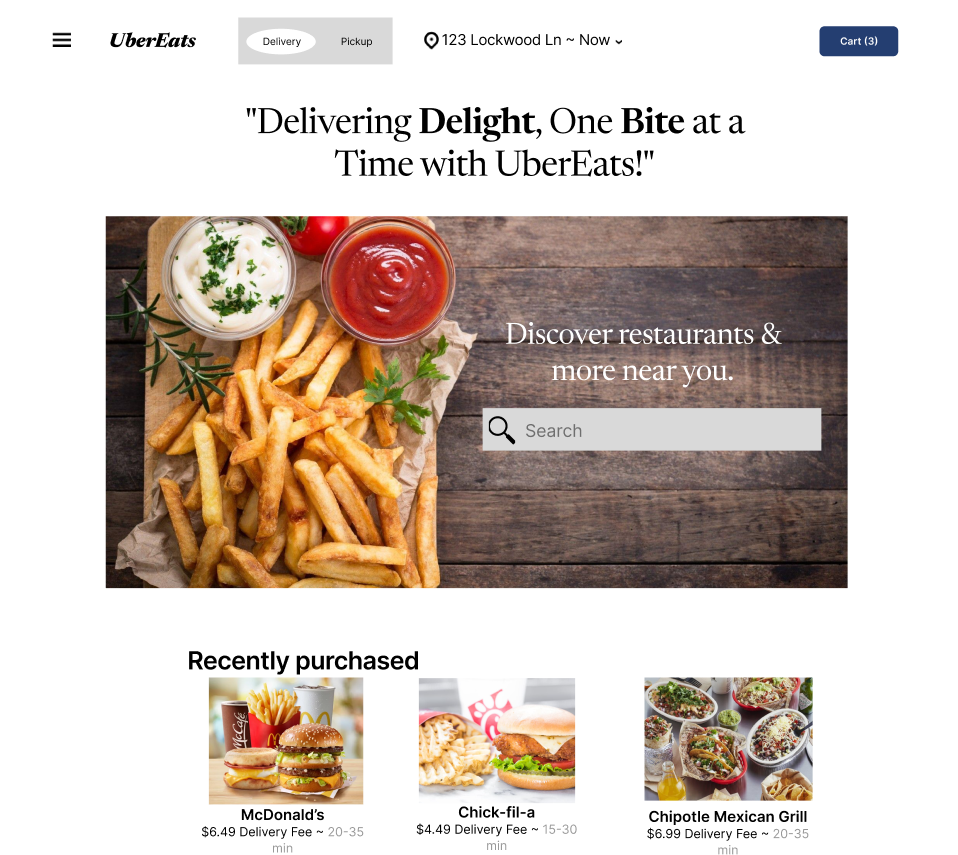 UberEats
Delivery
Pickup
123 Lockwood Ln ~ Now
Cart (3)
"Delivering Delight, One Bite at a
Time with UberEats!"
Discover restaurants &
more near you.
Search
Recently purchased
McCafé
McDonald’s
$6.49 Delivery Fee ~ 20-35
min
Chick-fil-a
$4.49 Delivery Fee ~ 15-30
min
Chipotle Mexican Grill
$6.99 Delivery Fee ~ 20-35
min